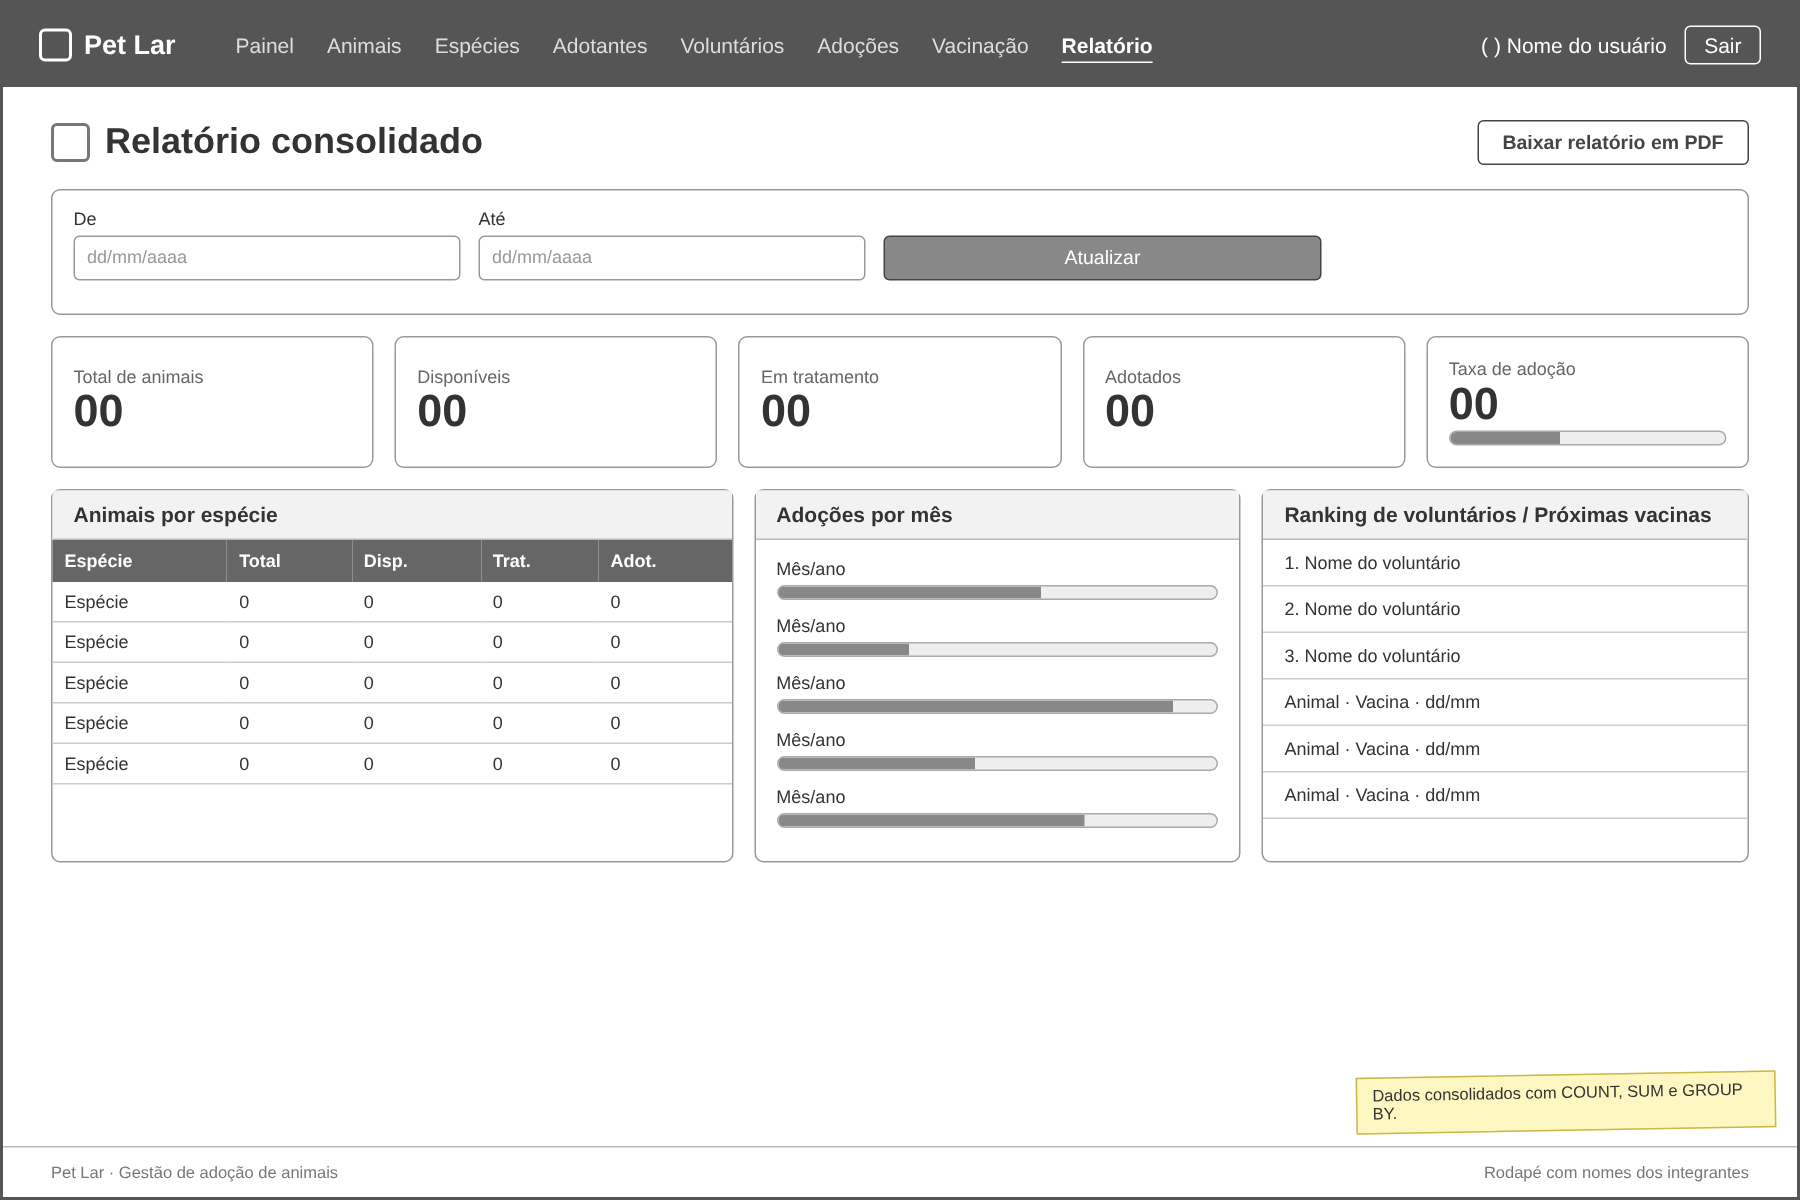 Pet Lar
Painel Animais Espécies Adotantes Voluntários Adoções Vacinação Relatório
( ) Nome do usuário
Sair
Relatório consolidado
Baixar relatório em PDF
De
dd/mm/aaaa
Até
dd/mm/aaaa
Atualizar
Total de animais
00
Disponíveis
00
Em tratamento
00
Adotados
00
Taxa de adoção
00
Animais por espécie
Espécie Total Disp. Trat. Adot.
Espécie 0 0 0 0
Espécie 0 0 0 0
Espécie 0 0 0 0
Espécie 0 0 0 0
Espécie 0 0 0 0
Adoções por mês
Mês/ano
Mês/ano
Mês/ano
Mês/ano
Mês/ano
Ranking de voluntários / Próximas vacinas
1. Nome do voluntário
2. Nome do voluntário
3. Nome do voluntário
Animal · Vacina · dd/mm
Animal · Vacina · dd/mm
Animal · Vacina · dd/mm
Dados consolidados com COUNT, SUM e GROUP
BY.
Pet Lar · Gestão de adoção de animais
Rodapé com nomes dos integrantes